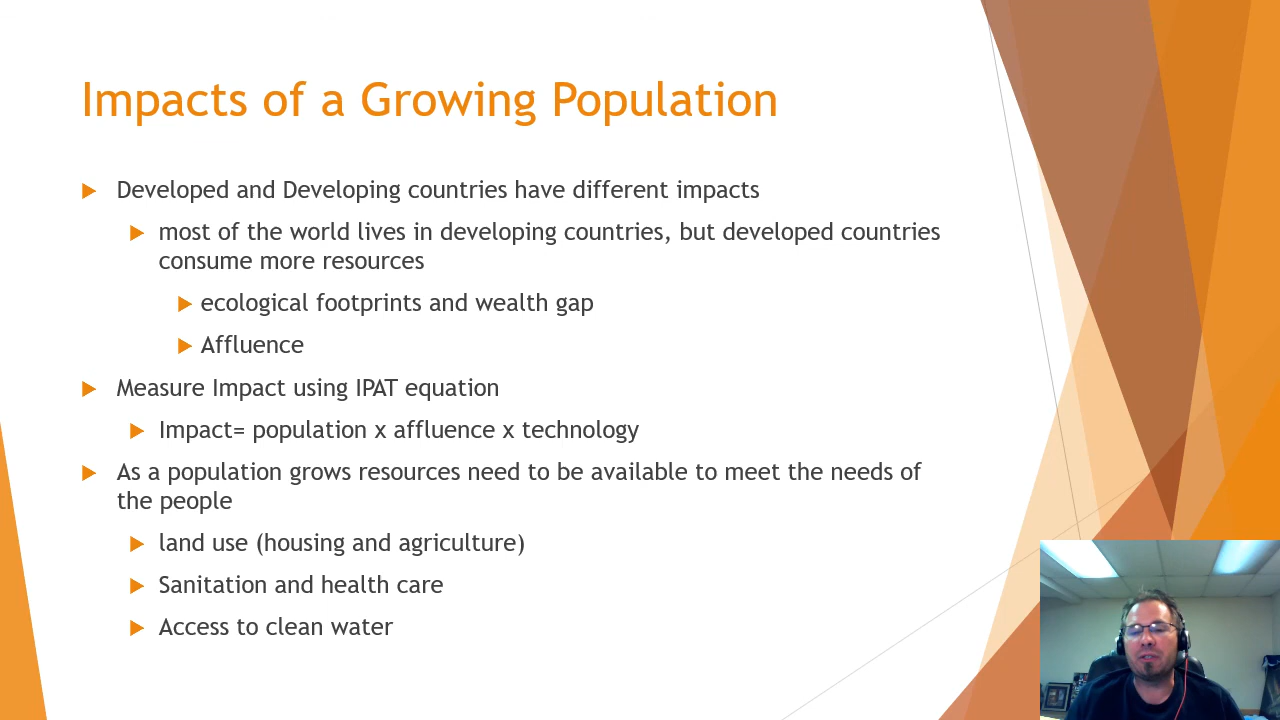 Impacts of a Growing Population
Developed and Developing countries have different impacts
most of the world lives in developing countries, but developed countries
consume more resources
ecological footprints and wealth gap
Affluence
Measure Impact using IPAT equation
Impact= population x affluence x technology
As a population grows resources need to be available to meet the needs of
the people
land use (housing and agriculture)
Sanitation and health care
Access to clean water